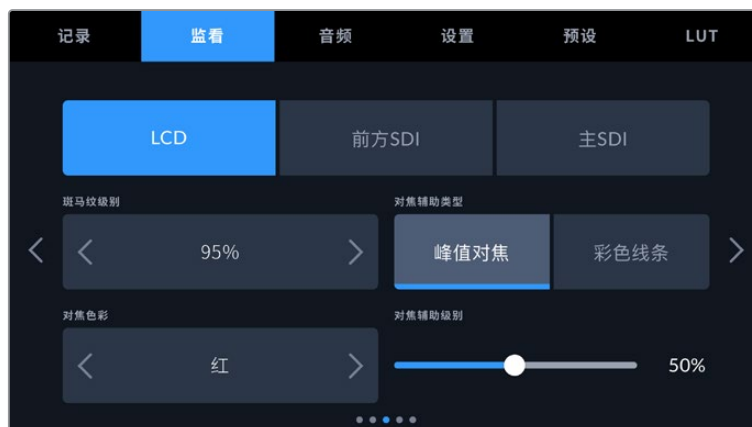 记录 监看 音频 设置 预设 LUT
LCD 前方SDI 主SDI
斑马纹级别 对焦辅助类型
95% 峰值对焦 彩色线条
对焦色彩 对焦辅助级别
红 50%